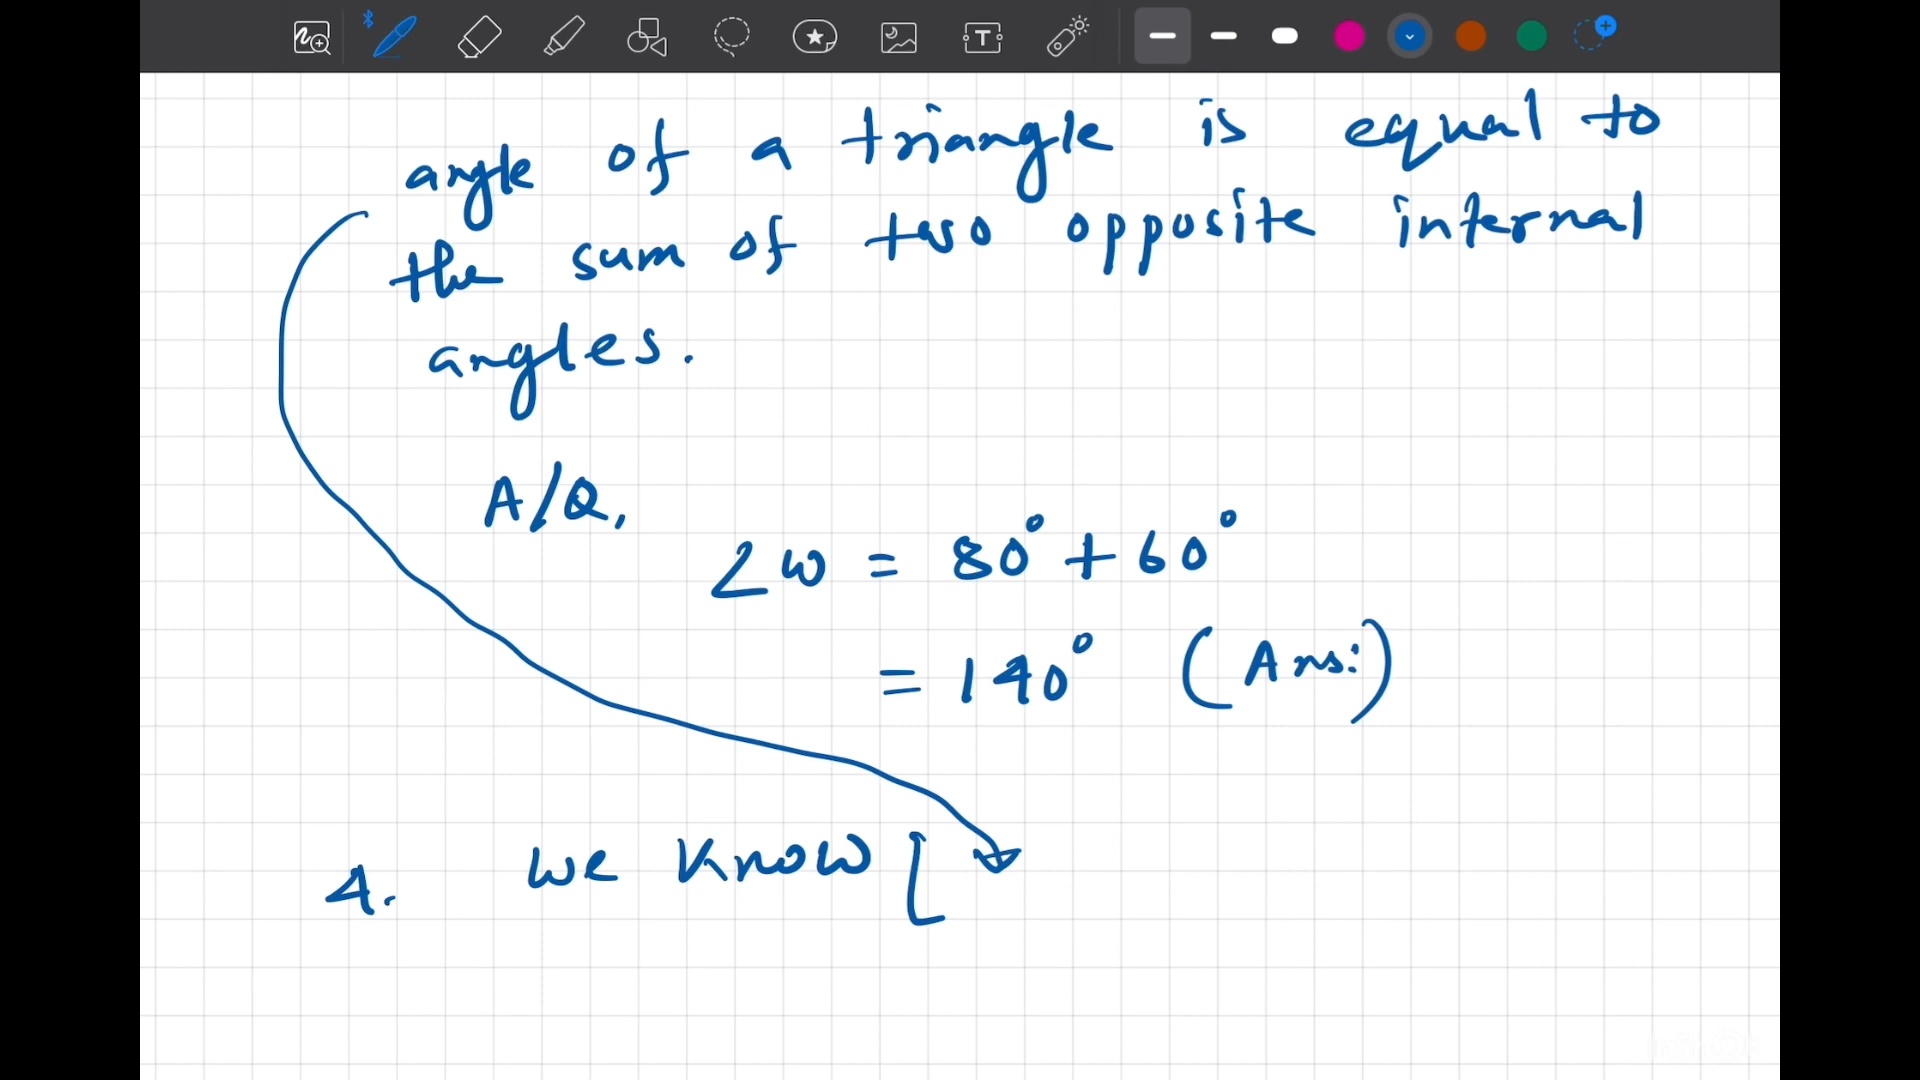 angle of a triangle is equal to
the sum of two opposite internal
angles.
A/Q,
∠w = 80° + 60°
= 140° (Ans:)
4. we know [